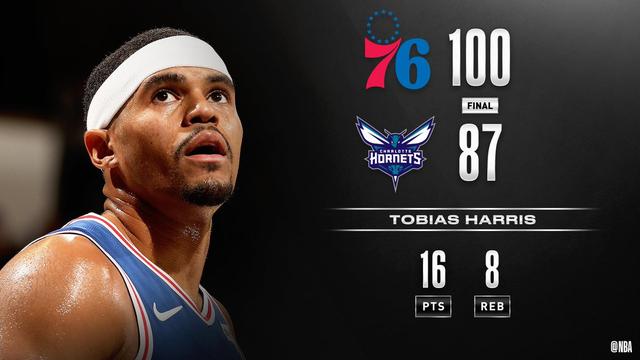 76
100
FINAL
CHARLOTTE
HORNETS
87
TOBIAS HARRIS
16 8
PTS REB
@NBA